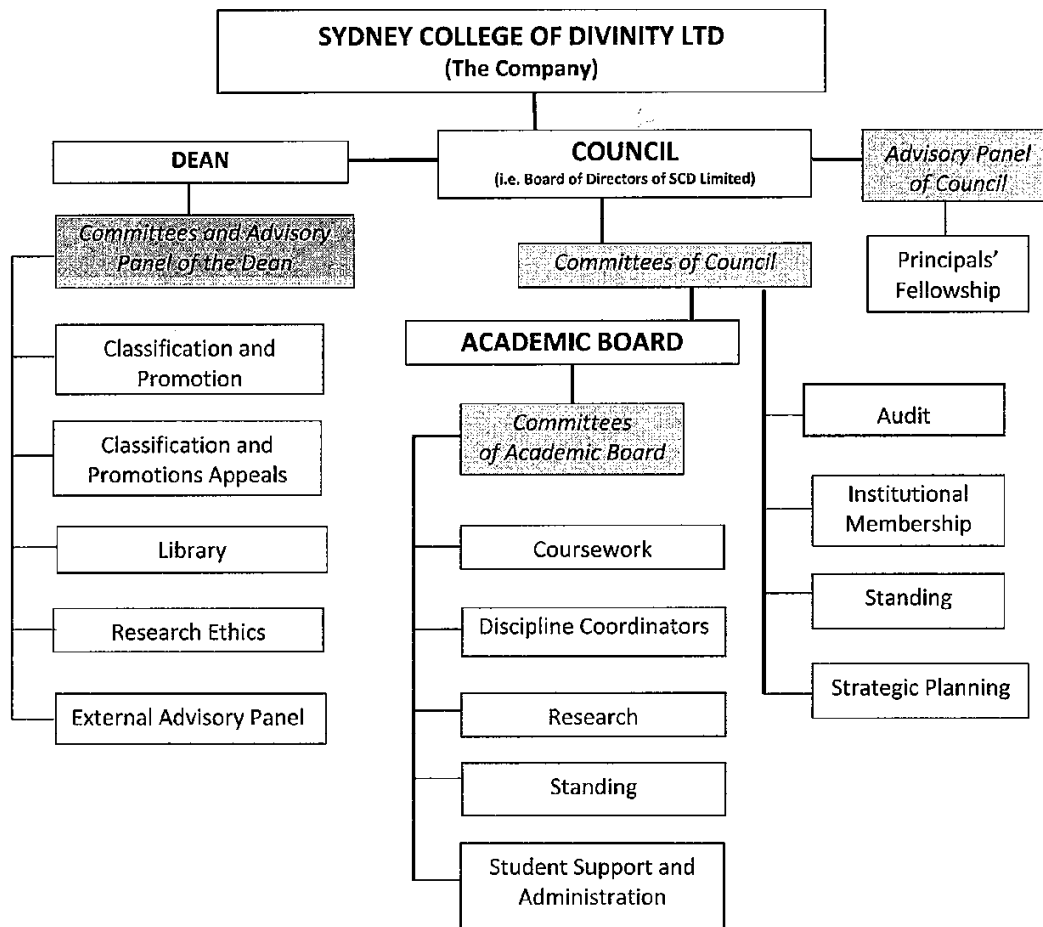 SYDNEY COLLEGE OF DIVINITY LTD
(The Company)
DEAN
COUNCIL
(i.e. Board of Directors of SCD Limited)
Advisory Panel
of Council
Committees and Advisory
Panel of the Dean
Committees of Council
Principals'
Fellowship
ACADEMIC BOARD
Classification and
Promotion
Committees
of Academic Board
Audit
Classification and
Promotions Appeals
Institutional
Membership
Library
Coursework
Standing
Research Ethics
Discipline Coordinators
Strategic Planning
External Advisory Panel
Research
Standing
Student Support and
Administration